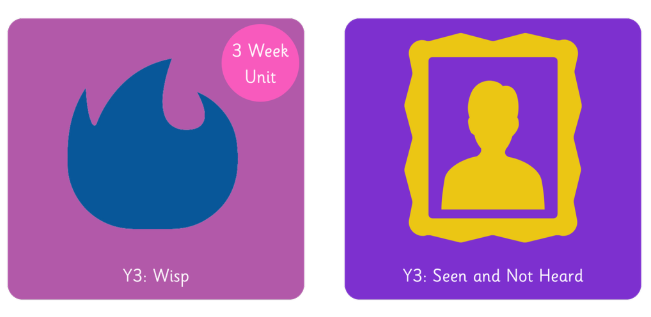 3 Week
Unit
Y3: Wisp
Y3: Seen and Not Heard